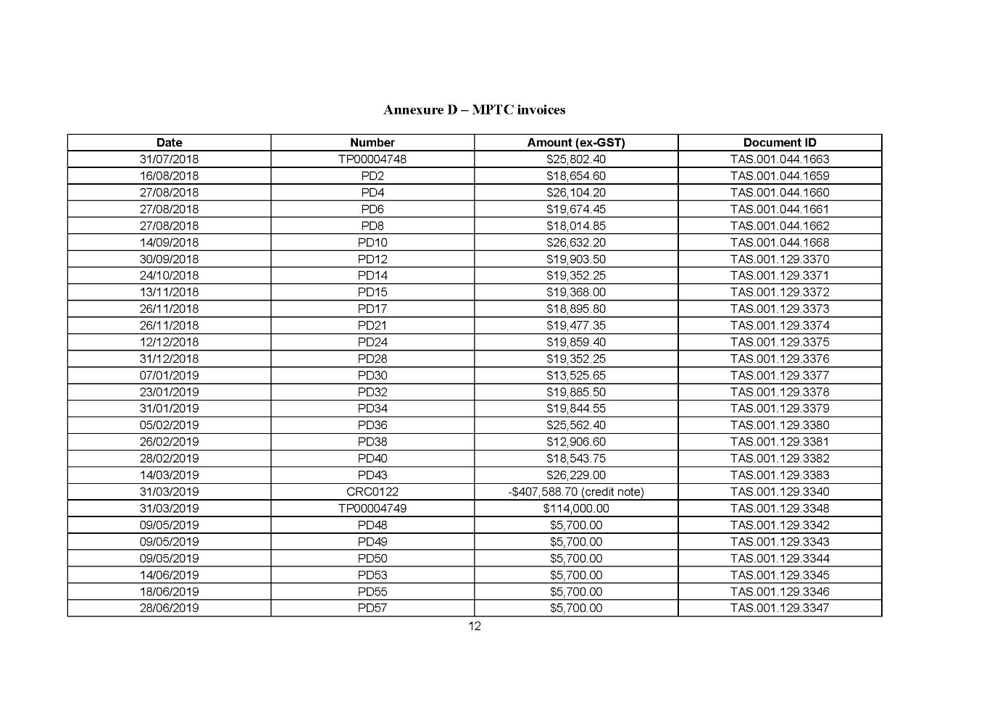 Annexure D – MPTC invoices
Date Number Amount (ex-GST) Document ID
31/07/2018 TP00004748 $25,802.40 TAS.001.044.1663
16/08/2018 PD2 $18,654.60 TAS.001.044.1659
27/08/2018 PD4 $26,104.20 TAS.001.044.1660
27/08/2018 PD6 $19,674.45 TAS.001.044.1661
27/08/2018 PD8 $18,014.85 TAS.001.044.1662
14/09/2018 PD10 $26,632.20 TAS.001.044.1668
30/09/2018 PD12 $19,903.50 TAS.001.129.3370
24/10/2018 PD14 $19,352.25 TAS.001.129.3371
13/11/2018 PD15 $19,368.00 TAS.001.129.3372
26/11/2018 PD17 $18,895.80 TAS.001.129.3373
26/11/2018 PD21 $19,477.35 TAS.001.129.3374
12/12/2018 PD24 $19,859.40 TAS.001.129.3375
31/12/2018 PD28 $19,352.25 TAS.001.129.3376
07/01/2019 PD30 $13,525.65 TAS.001.129.3377
23/01/2019 PD32 $19,885.50 TAS.001.129.3378
31/01/2019 PD34 $19,844.55 TAS.001.129.3379
05/02/2019 PD36 $25,562.40 TAS.001.129.3380
26/02/2019 PD38 $12,906.60 TAS.001.129.3381
28/02/2019 PD40 $18,543.75 TAS.001.129.3382
14/03/2019 PD43 $26,229.00 TAS.001.129.3383
31/03/2019 CRC0122 -$407,588.70 (credit note) TAS.001.129.3340
31/03/2019 TP00004749 $114,000.00 TAS.001.129.3348
09/05/2019 PD48 $5,700.00 TAS.001.129.3342
09/05/2019 PD49 $5,700.00 TAS.001.129.3343
09/05/2019 PD50 $5,700.00 TAS.001.129.3344
14/06/2019 PD53 $5,700.00 TAS.001.129.3345
18/06/2019 PD55 $5,700.00 TAS.001.129.3346
28/06/2019 PD57 $5,700.00 TAS.001.129.3347
12